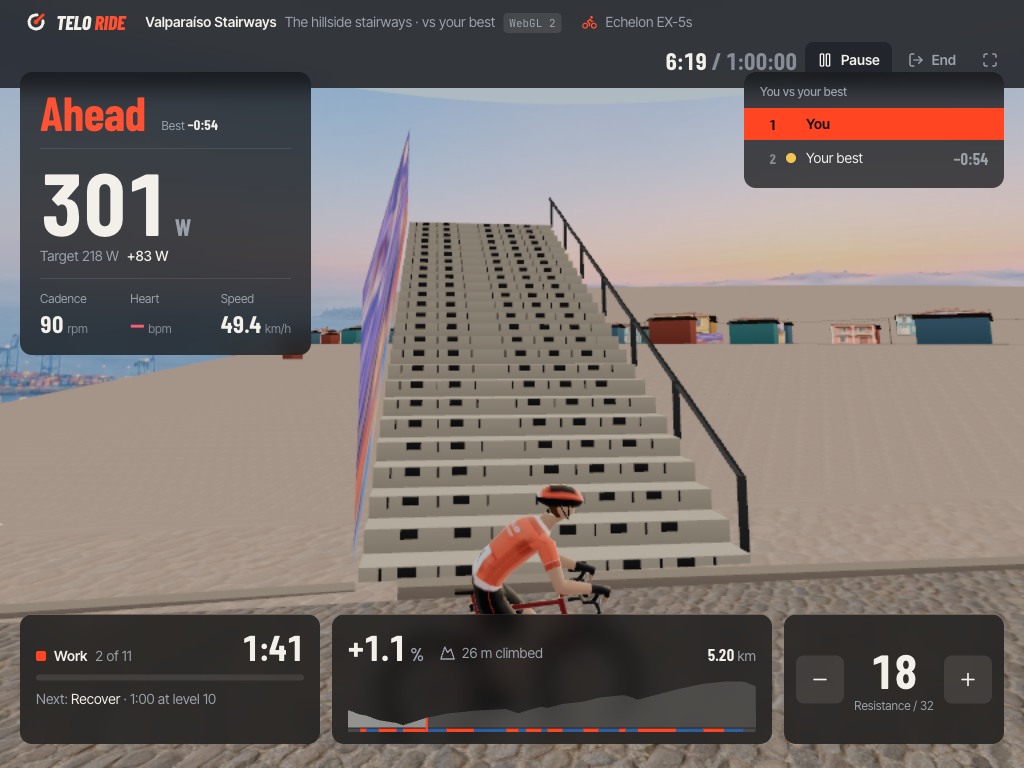 TELO RIDE Valparaíso Stairways The hillside stairways · vs your best WebGL 2 Echelon EX-5s
6:19 / 1:00:00 Pause End
Ahead Best −0:54
301 W
Target 218 W +83 W
Cadence Heart Speed
90 rpm – bpm 49.4 km/h
You vs your best
1 You
2 Your best −0:54
Work 2 of 11 1:41
Next: Recover · 1:00 at level 10
+1.1 % 26 m climbed 5.20 km
− 18 +
Resistance / 32